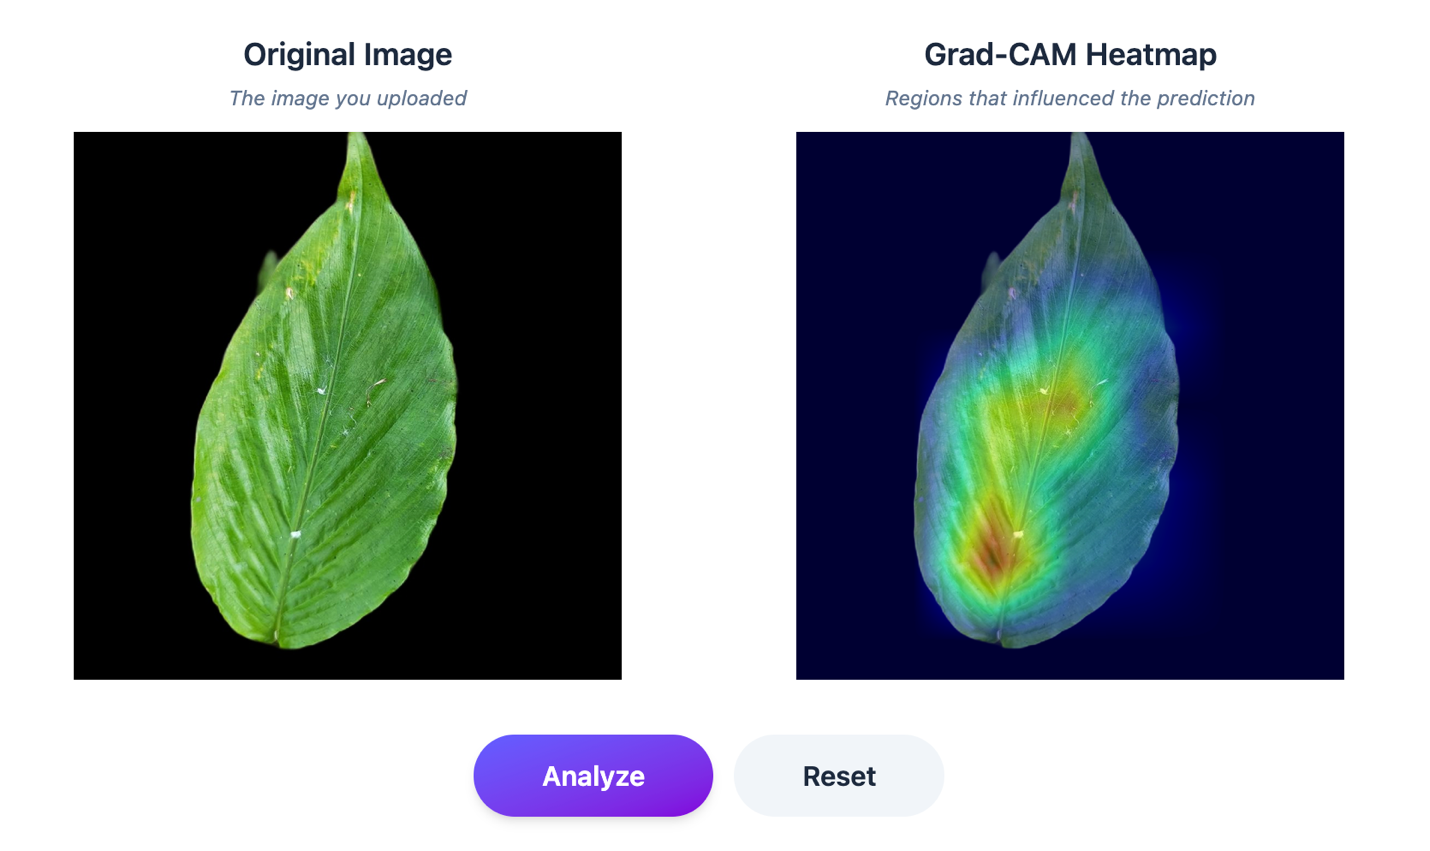 Original Image
The image you uploaded
Grad-CAM Heatmap
Regions that influenced the prediction
Analyze
Reset